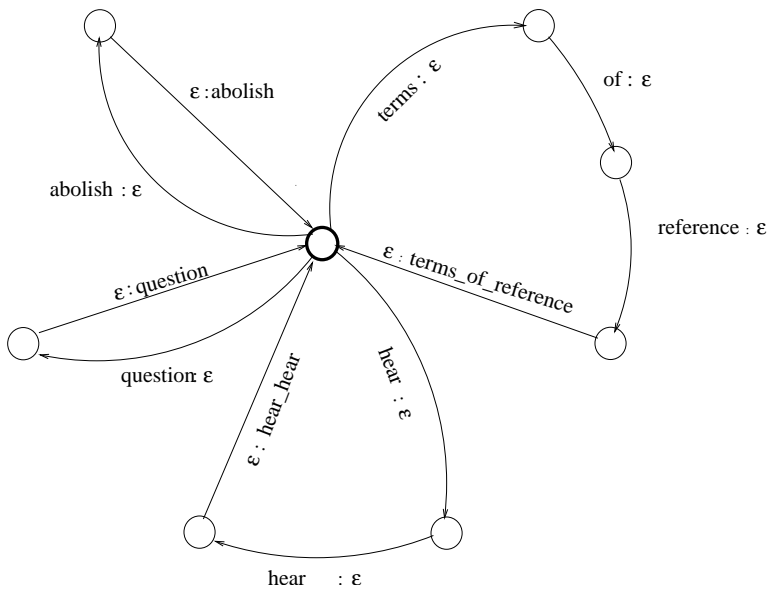 terms : ε
of : ε
ε :abolish
abolish : ε
reference : ε
ε : terms_of_reference
ε:question
question: ε
hear : ε
ε : hear_hear
hear : ε